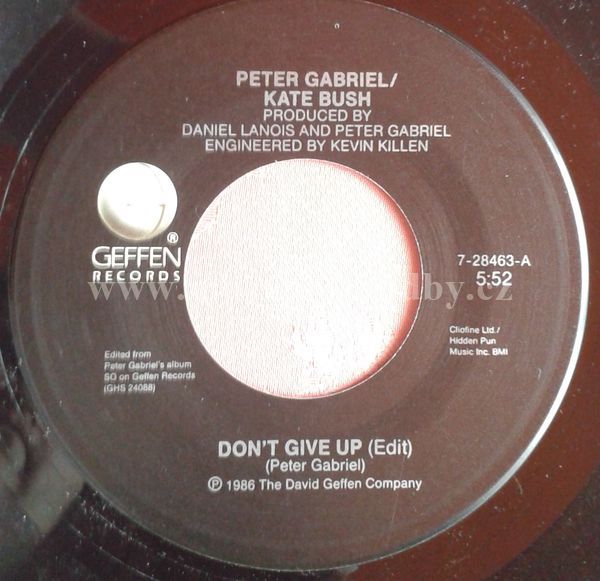 PETER GABRIEL/
KATE BUSH
PRODUCED BY
DANIEL LANOIS AND PETER GABRIEL
ENGINEERED BY KEVIN KILLEN
®
GEFFEN
RECORDS
7-28463-A
5:52
Cliofine Ltd./
Hidden Pun
Music Inc. BMI
Edited from
Peter Gabriel's album
SO on Geffen Records
(GHS 24088)
DON'T GIVE UP (Edit)
(Peter Gabriel)
℗ 1986 The David Geffen Company